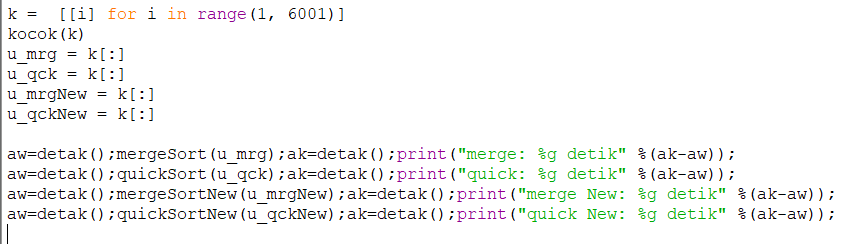 k =  [[i] for i in range(1, 6001)]
kocok(k)
u_mrg = k[:]
u_qck = k[:]
u_mrgNew = k[:]
u_qckNew = k[:]
aw=detak();mergeSort(u_mrg);ak=detak();print("merge: %g detik" %(ak-aw));
aw=detak();quickSort(u_qck);ak=detak();print("quick: %g detik" %(ak-aw));
aw=detak();mergeSortNew(u_mrgNew);ak=detak();print("merge New: %g detik" %(ak-aw));
aw=detak();quickSortNew(u_qckNew);ak=detak();print("quick New: %g detik" %(ak-aw));